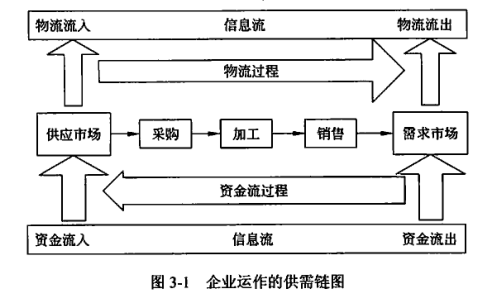 物流流入 信息流 物流流出
物流过程
供应市场 采购 加工 销售 需求市场
资金流过程
资金流入 信息流 资金流出
图 3-1 企业运作的供需链图